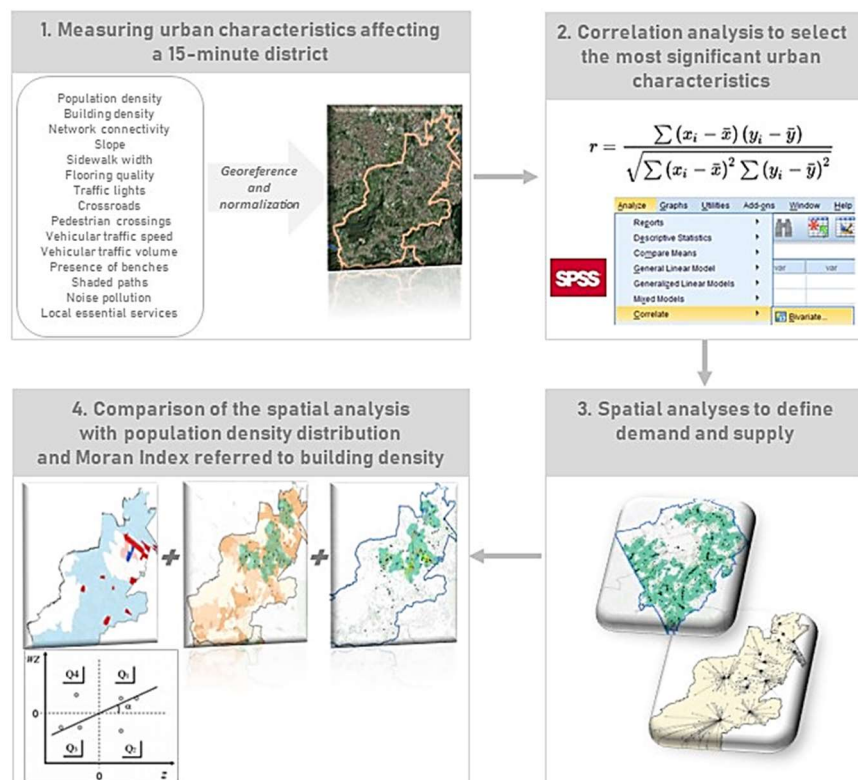 1. Measuring urban characteristics affecting
a 15-minute district
Population density
Building density
Network connectivity
Slope
Sidewalk width
Flooring quality
Traffic lights
Crossroads
Pedestrian crossings
Vehicular traffic speed
Vehicular traffic volume
Presence of benches
Shaded paths
Noise pollution
Local essential services
Georeference
and
normalization
2. Correlation analysis to select
the most significant urban
characteristics
r = ∑ (x_i − x̄) (y_i − ȳ) / √(∑ (x_i − x̄)² ∑ (y_i − ȳ)²)
Analyze Graphs Utilities Add-ons Window Help
Reports
Descriptive Statistics
Compare Means
General Linear Model
Generalized Linear Models
Mixed Models
Correlate
var var
Bivariate...
SPSS
3. Spatial analyses to define
demand and supply
4. Comparison of the spatial analysis
with population density distribution
and Moran Index referred to building density
+ +
WZ
Q4 Q1
α
0
Q3 Q2
0 z